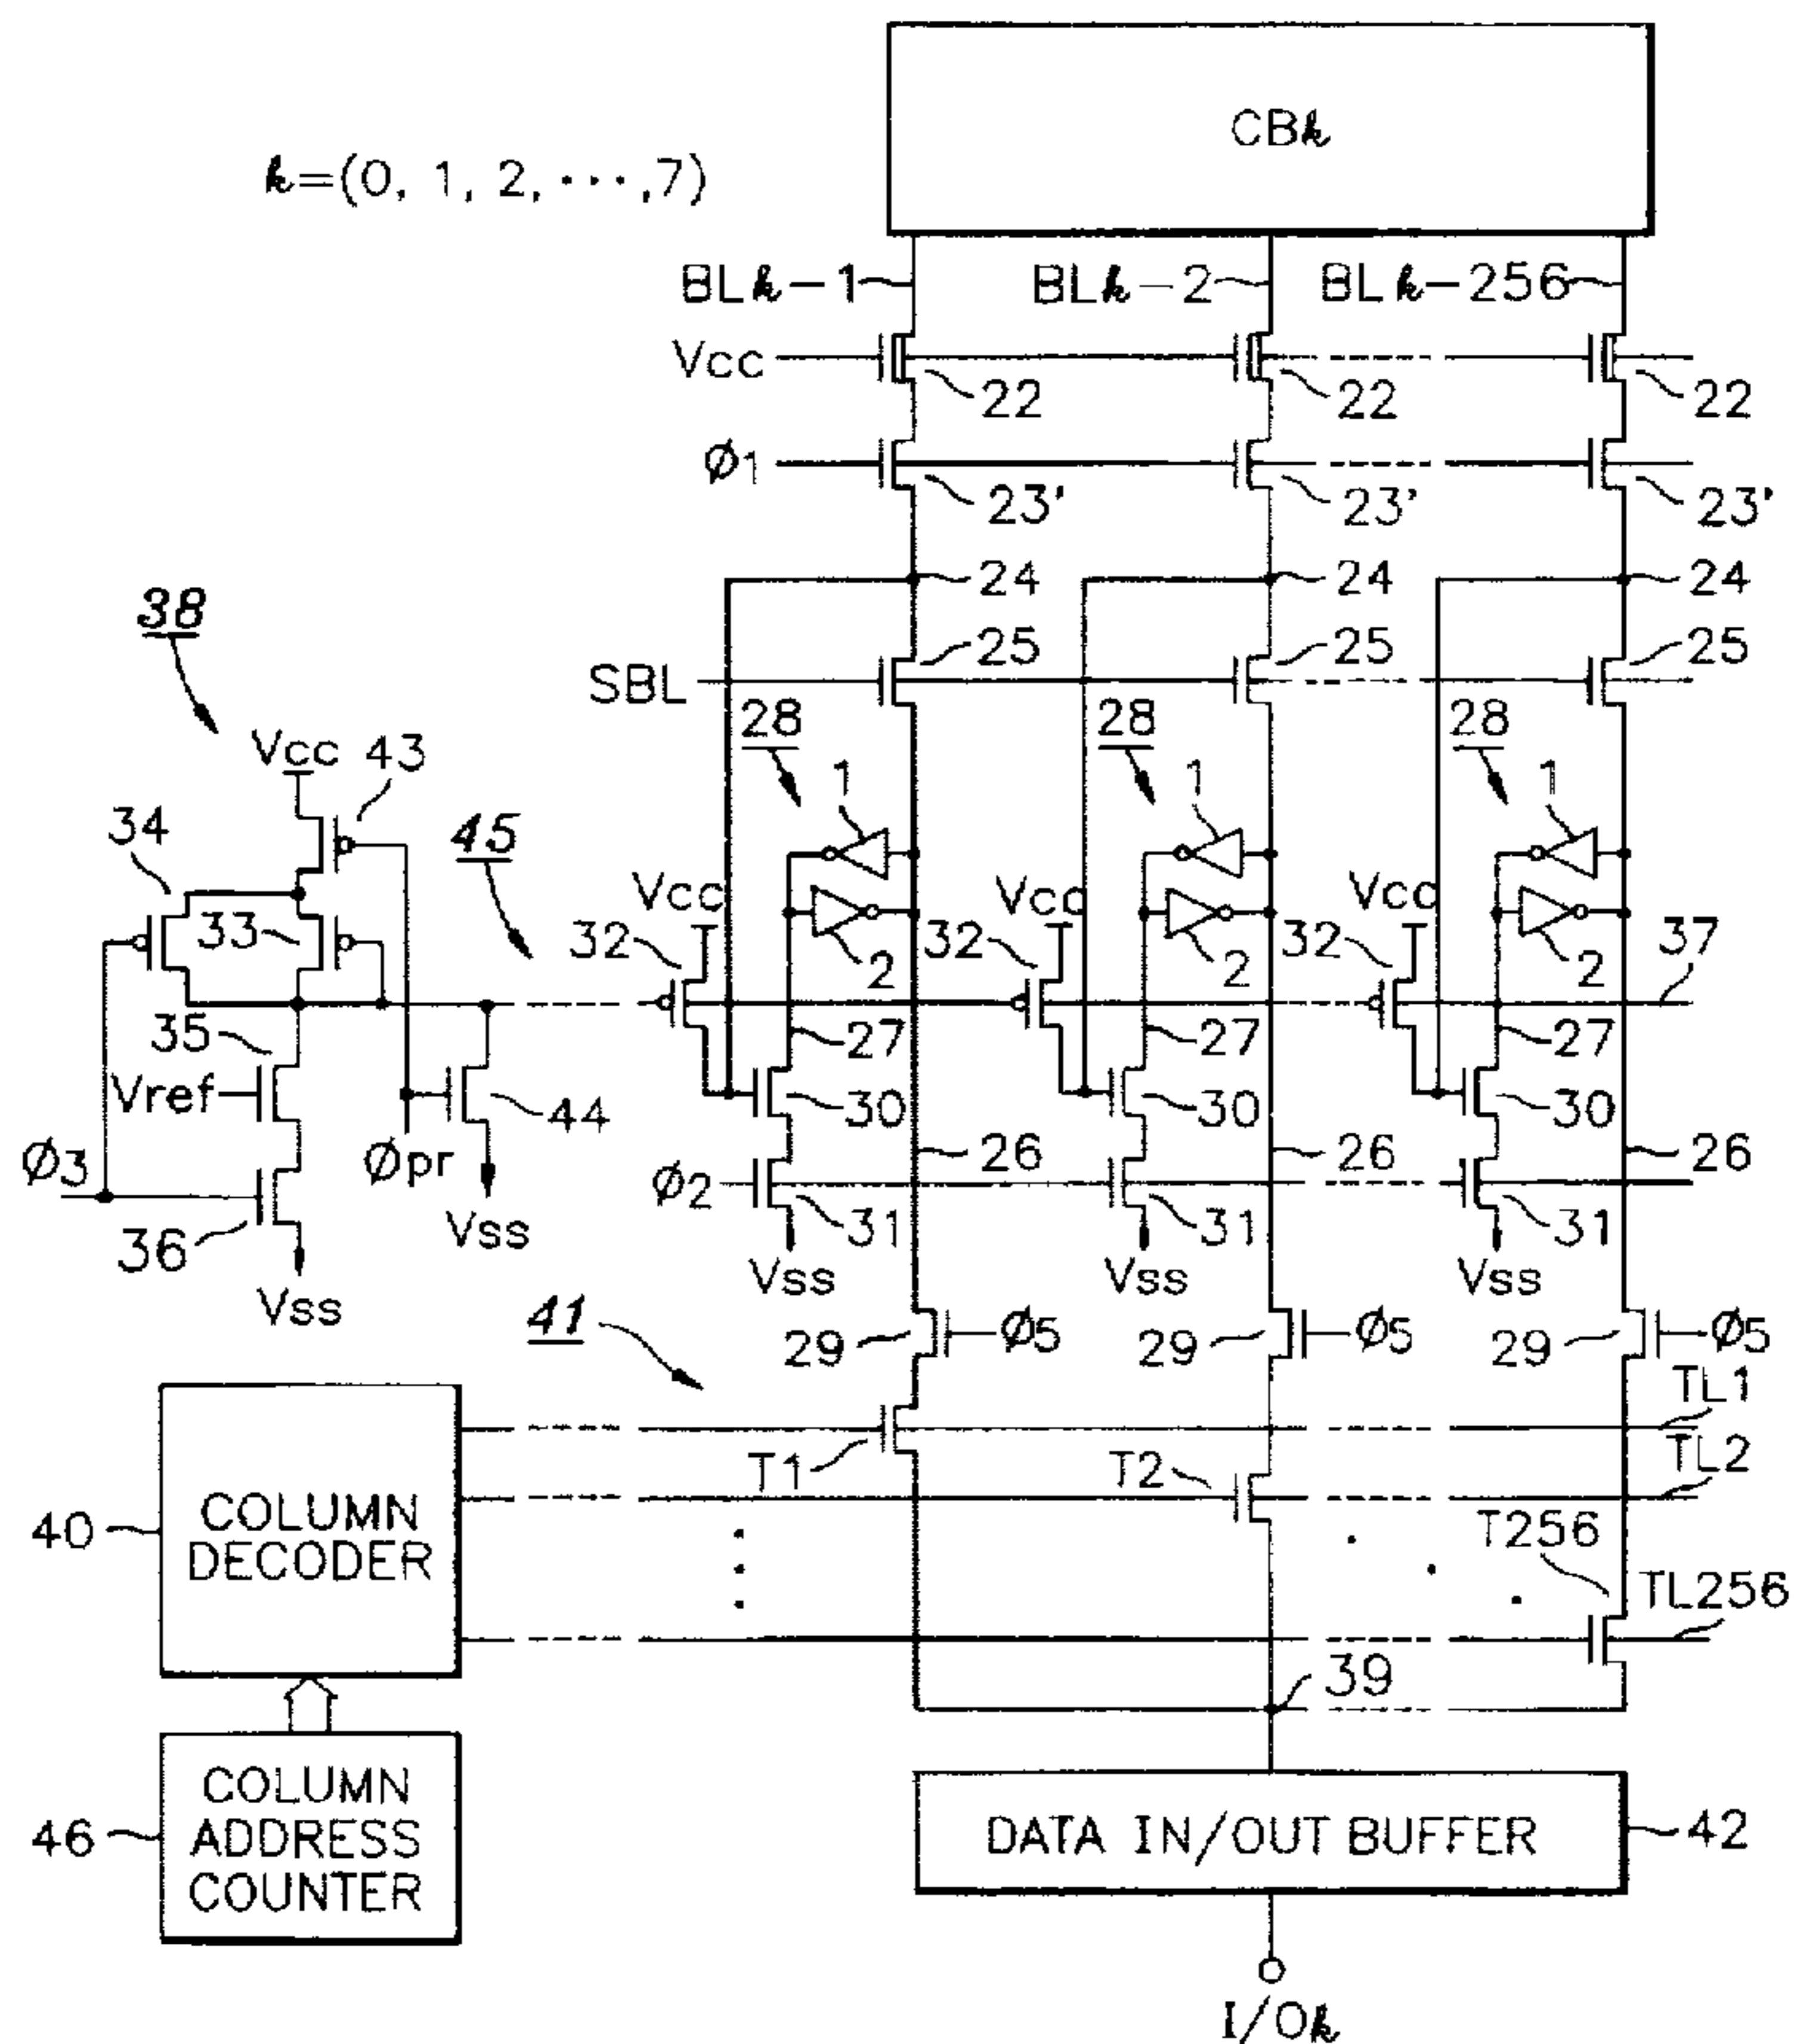 CBk
k=(0, 1, 2, ···,7)
BLk-1 BLk-2 BLk-256
Vcc 22 22 22
Ø1 23' 23' 23'
24 24 24
38
25 25 25
SBL
28 28 28
Vcc 43
1 1 1
34 45
Vcc Vcc Vcc
33 32 32 32 37
2 2 2
35 27 27 27
Vref 30 30 30
44
Ø3 Øpr 26 26 26
Ø2
36 Vss 31 31 31
Vss Vss Vss Vss
41 29 Ø5 29 Ø5 29 Ø5
TL1
T1 T2 TL2
40 COLUMN
DECODER
T256
TL256
39
46 COLUMN
ADDRESS
COUNTER
DATA IN/OUT BUFFER 42
I/Ok